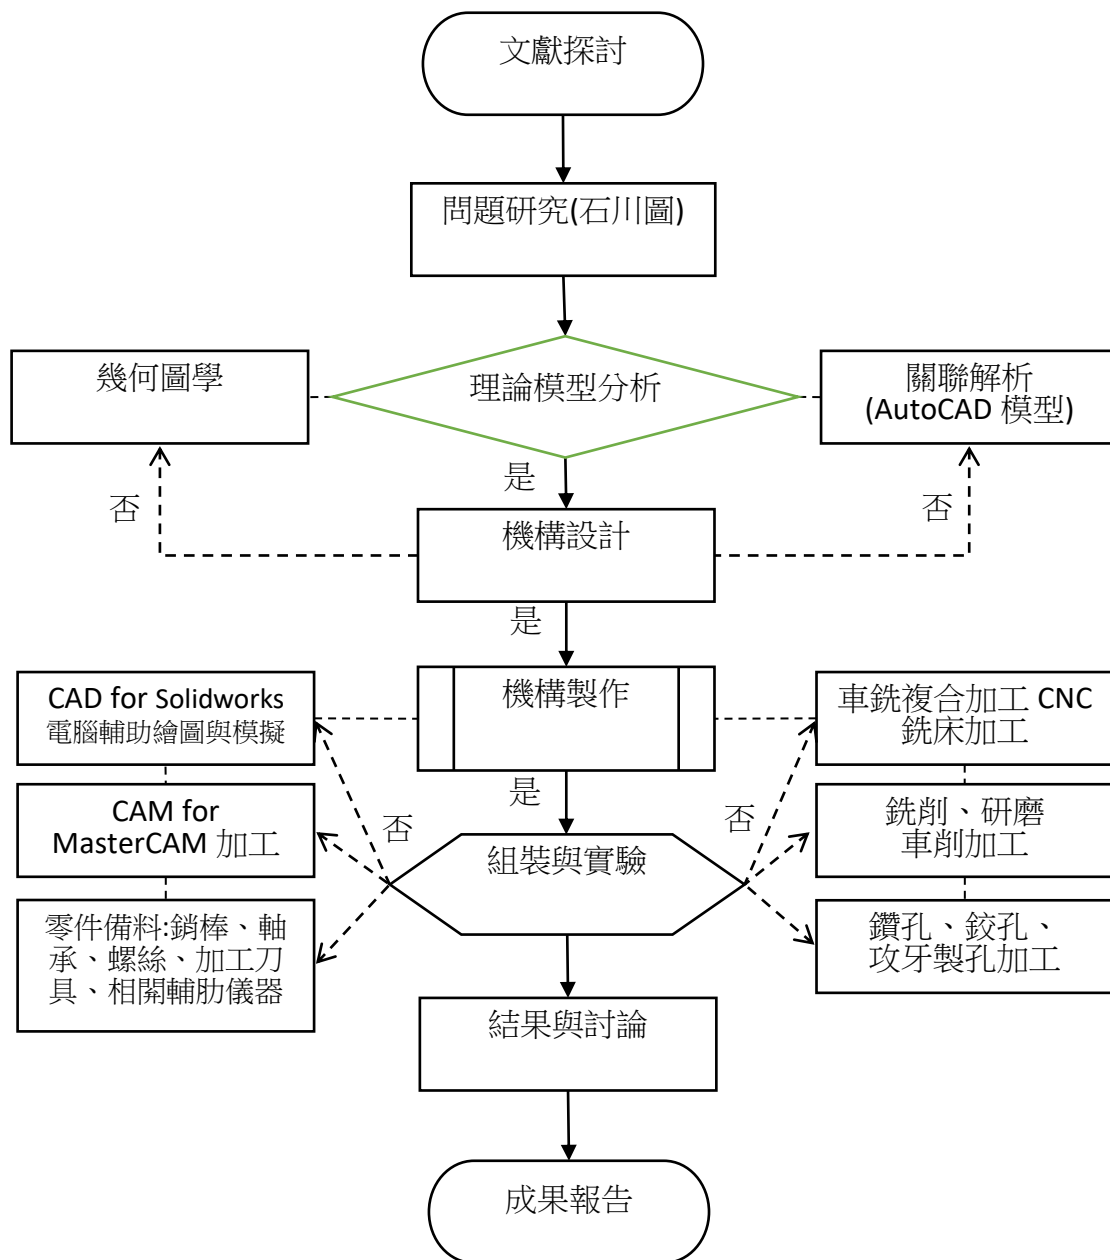 文獻探討
問題研究(石川圖)
幾何圖學
理論模型分析
關聯解析
(AutoCAD 模型)
是
否
否
機構設計
是
CAD for Solidworks
電腦輔助繪圖與模擬
機構製作
車銑複合加工 CNC
銑床加工
是
CAM for
MasterCAM 加工
否
否
組裝與實驗
銑削、研磨
車削加工
零件備料:銷棒、軸
承、螺絲、加工刀
具、相關輔肋儀器
鑽孔、鉸孔、
攻牙製孔加工
結果與討論
成果報告